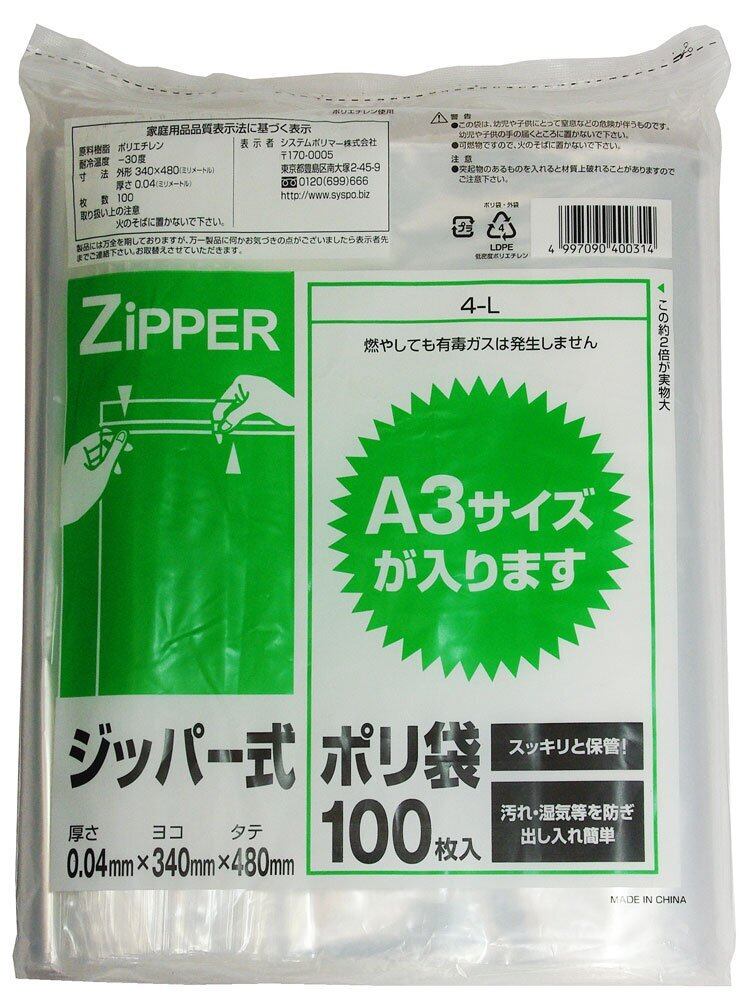 ポリエチレン使用
家庭用品品質表示法に基づく表示
原料樹脂 ポリエチレン
耐冷温度 −30度
寸法 外形 340×480(ミリメートル)
厚さ 0.04(ミリメートル)
枚数 100
取り扱い上の注意
火のそばに置かないで下さい。
表示者 システムポリマー株式会社
〒170-0005
東京都豊島区南大塚2-45-9
0120(699)666
http://www.syspo.biz
製品には万全を期しておりますが、万一製品に何かお気づきの点がございましたら表示者先
までご連絡下さい。お取替えさせていただきます。
警告
●この袋は、幼児や子供にとって窒息などの危険が伴うものです。
幼児や子供の手の届くところに置かないで下さい。
●可燃物ですので、火のそばに置かないで下さい。
注意
●突起物のあるものを入れると材質上破れることがありますので
ご注意下さい。
プラ
ポリ袋・外袋
4
LDPE
低密度ポリエチレン
4 997090 400314
ZiPPER
4-L
燃やしても有毒ガスは発生しません
この約2倍が実物大
A3サイズ
が入ります
ジッパー式
ポリ袋
100枚入
スッキリと保管!
汚れ・湿気等を防ぎ
出し入れ簡単
厚さ ヨコ タテ
0.04mm×340mm×480mm
MADE IN CHINA